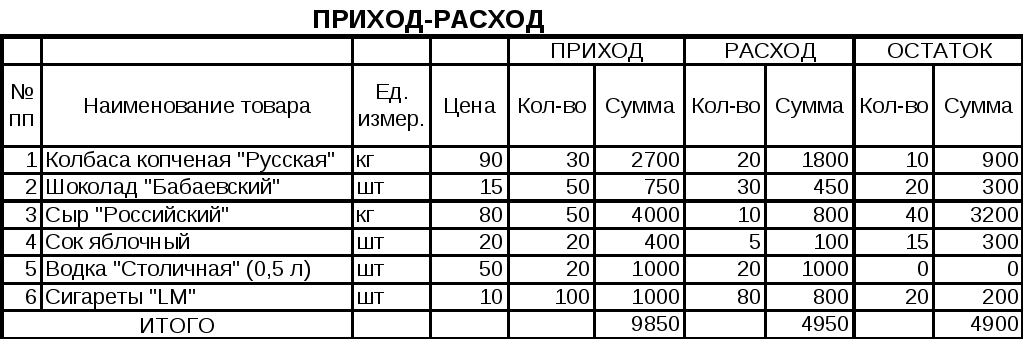 ПРИХОД-РАСХОД
ПРИХОД РАСХОД ОСТАТОК
№ пп Наименование товара Ед. измер. Цена Кол-во Сумма Кол-во Сумма Кол-во Сумма
1 Колбаса копченая "Русская" кг 90 30 2700 20 1800 10 900
2 Шоколад "Бабаевский" шт 15 50 750 30 450 20 300
3 Сыр "Российский" кг 80 50 4000 10 800 40 3200
4 Сок яблочный шт 20 20 400 5 100 15 300
5 Водка "Столичная" (0,5 л) шт 50 20 1000 20 1000 0 0
6 Сигареты "LM" шт 10 100 1000 80 800 20 200
ИТОГО 9850 4950 4900